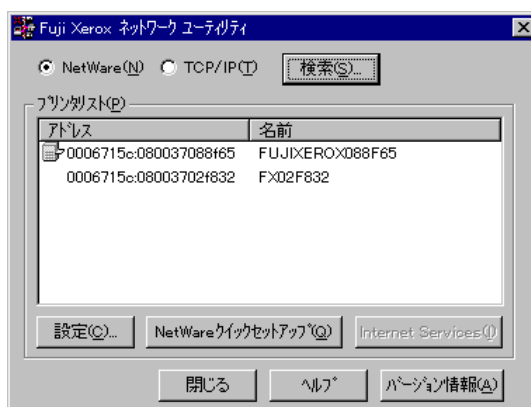 Fuji Xerox ネットワーク ユーティリティ
NetWare(N) TCP/IP(T) 検索(S)...
プリンタリスト(P)
アドレス 名前
0006715c:080037088f65 FUJIXEROX088F65
0006715c:08003702f832 FX02F832
設定(C)... NetWareクイックセットアップ(Q) Internet Services(I)
閉じる ヘルプ バージョン情報(A)